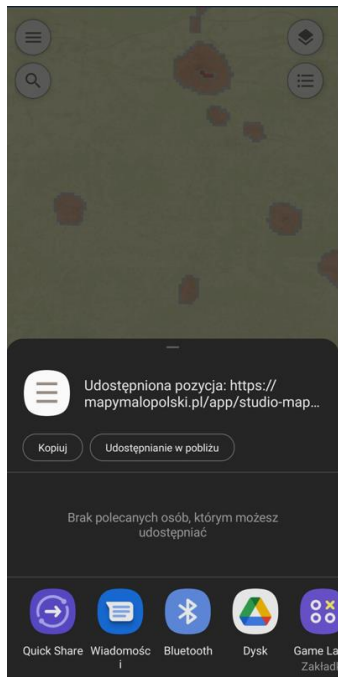 Udostępniona pozycja: https://
mapymalopolski.pl/app/studio-map...
Kopiuj
Udostępnianie w pobliżu
Brak polecanych osób, którym możesz
udostępniać
Quick Share
Wiadomośc
i
Bluetooth
Dysk
Game La
Zakład